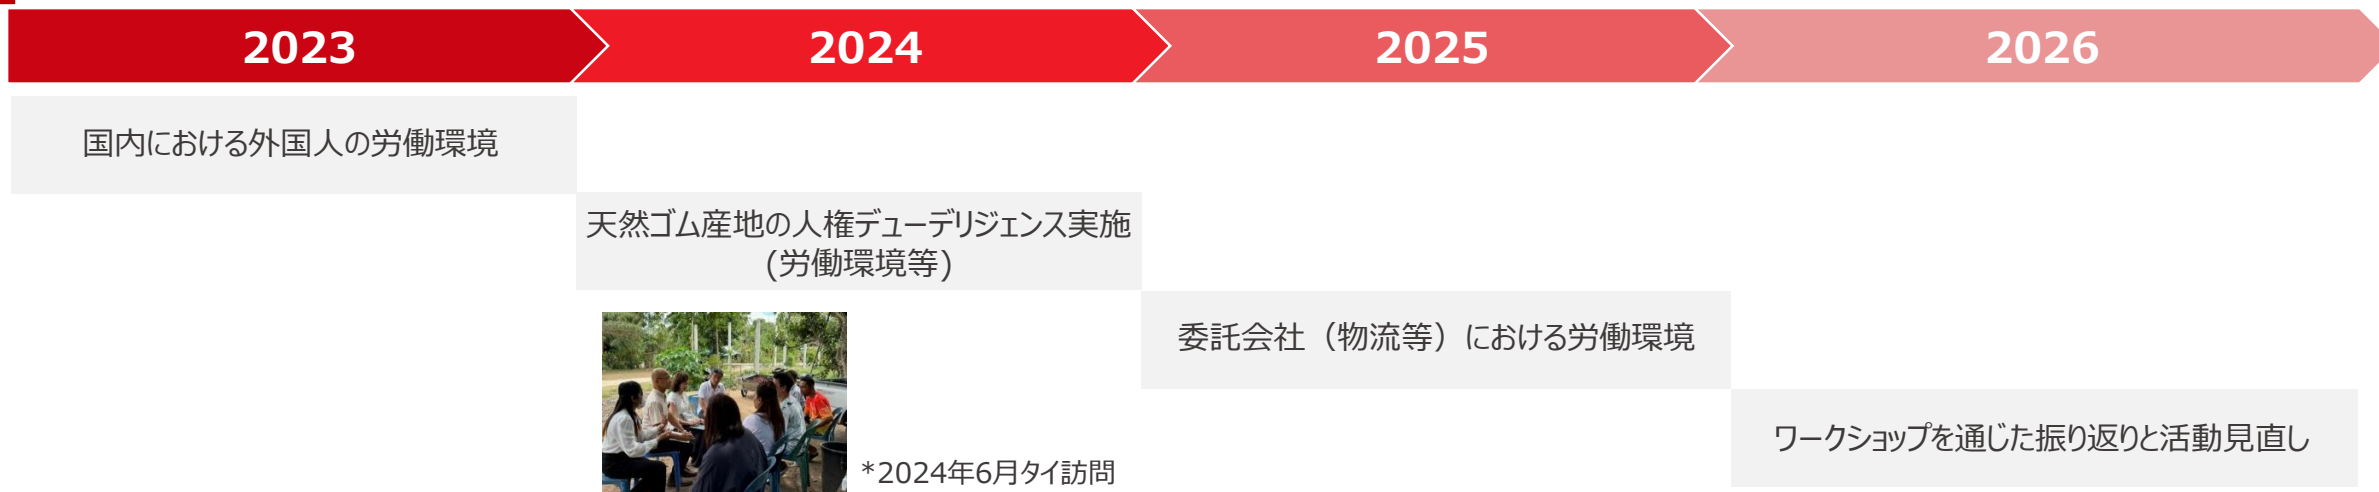 2023
2024
2025
2026
国内における外国人の労働環境
天然ゴム産地の人権デューデリジェンス実施
(労働環境等)
委託会社（物流等）における労働環境
ワークショップを通じた振り返りと活動見直し
*2024年6月タイ訪問